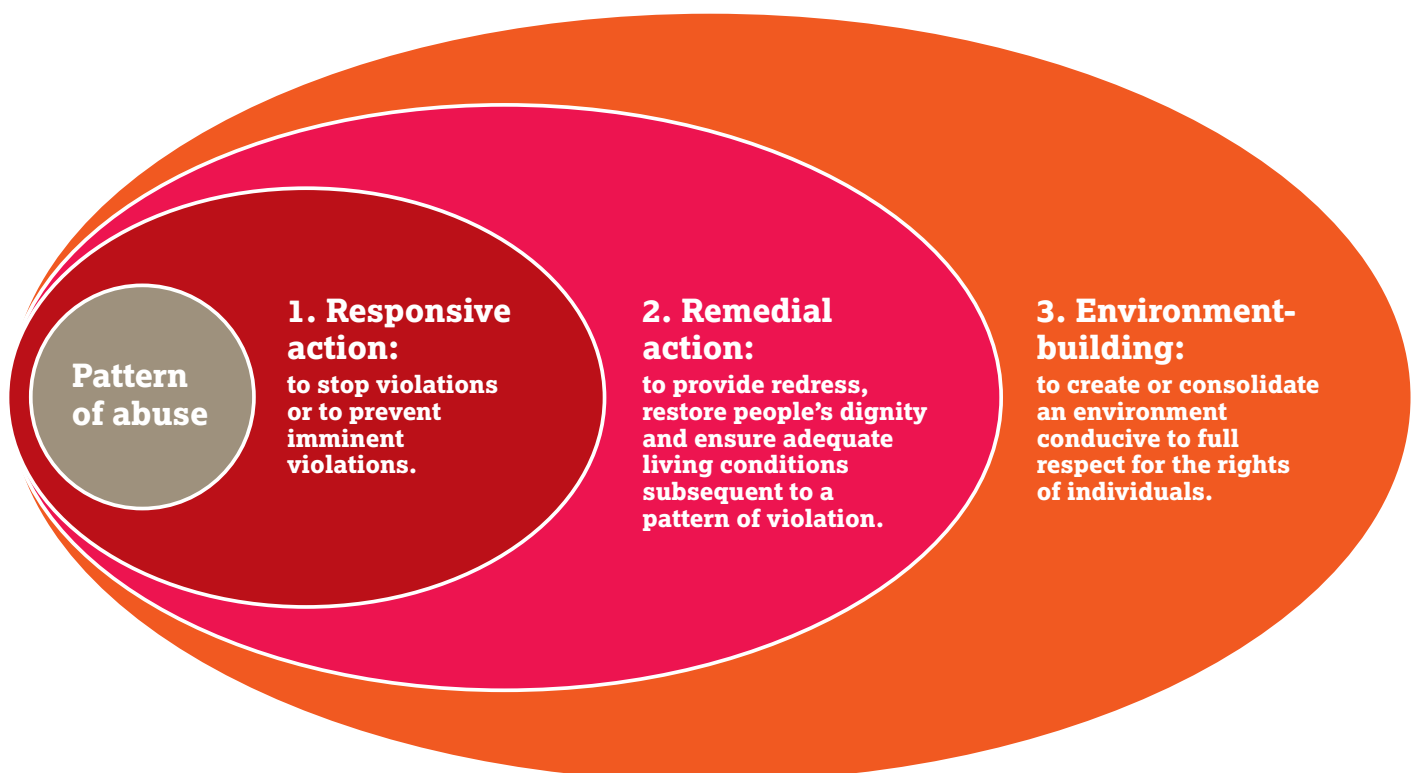 Pattern
of abuse
1. Responsive
action:
to stop violations
or to prevent
imminent
violations.
2. Remedial
action:
to provide redress,
restore people’s dignity
and ensure adequate
living conditions
subsequent to a
pattern of violation.
3. Environment-
building:
to create or consolidate
an environment
conducive to full
respect for the rights
of individuals.